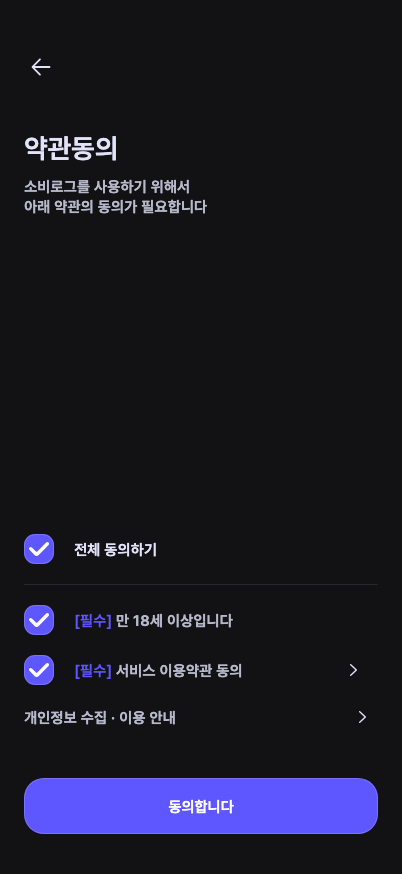 약관동의
소비로그를 사용하기 위해서
아래 약관의 동의가 필요합니다
전체 동의하기
[필수] 만 18세 이상입니다
[필수] 서비스 이용약관 동의
개인정보 수집 · 이용 안내
동의합니다